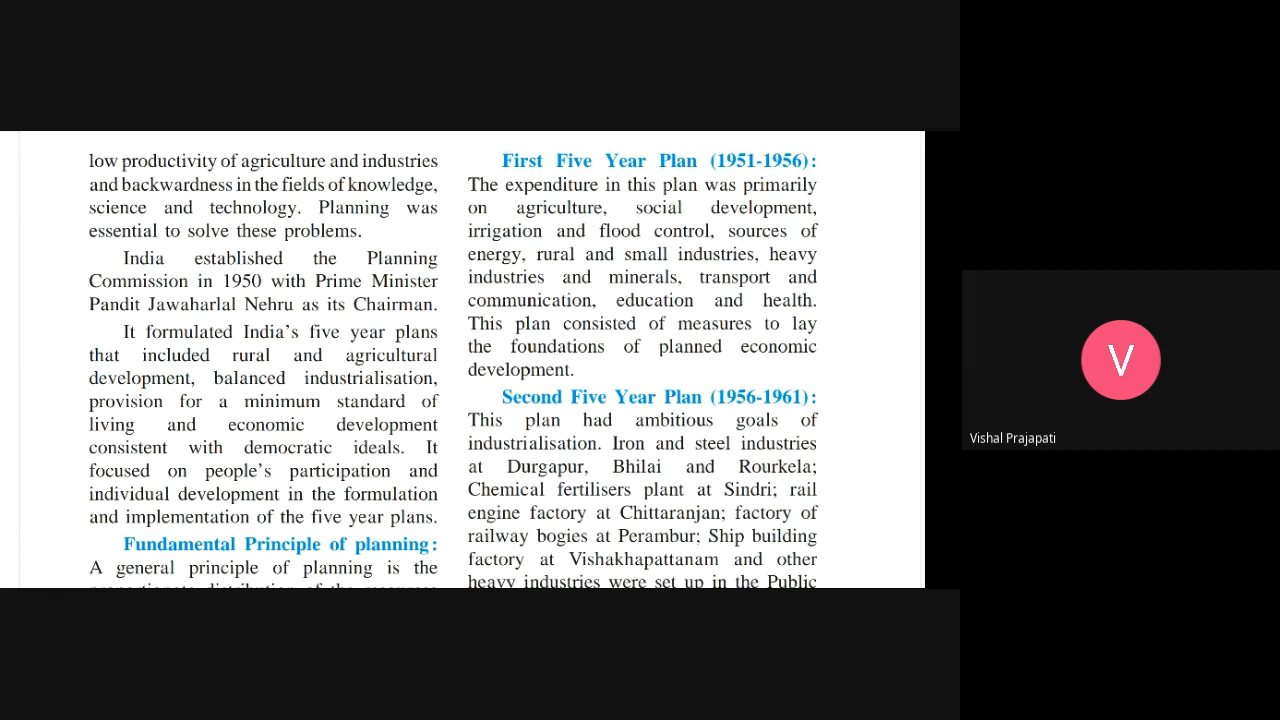 low productivity of agriculture and industries
and backwardness in the fields of knowledge,
science and technology. Planning was
essential to solve these problems.
India established the Planning
Commission in 1950 with Prime Minister
Pandit Jawaharlal Nehru as its Chairman.
It formulated India's five year plans
that included rural and agricultural
development, balanced industrialisation,
provision for a minimum standard of
living and economic development
consistent with democratic ideals. It
focused on people's participation and
individual development in the formulation
and implementation of the five year plans.
Fundamental Principle of planning:
A general principle of planning is the
First Five Year Plan (1951-1956):
The expenditure in this plan was primarily
on agriculture, social development,
irrigation and flood control, sources of
energy, rural and small industries, heavy
industries and minerals, transport and
communication, education and health.
This plan consisted of measures to lay
the foundations of planned economic
development.
Second Five Year Plan (1956-1961):
This plan had ambitious goals of
industrialisation. Iron and steel industries
at Durgapur, Bhilai and Rourkela;
Chemical fertilisers plant at Sindri; rail
engine factory at Chittaranjan; factory of
railway bogies at Perambur; Ship building
factory at Vishakhapattanam and other
heavy industries were set up in the Public
V
Vishal Prajapati